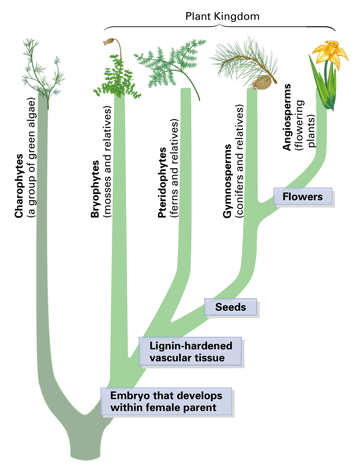 Plant Kingdom
Charophytes
(a group of green algae)
Bryophytes
(mosses and relatives)
Pteridophytes
(ferns and relatives)
Gymnosperms
(conifers and relatives)
Angiosperms
(flowering
plants)
Flowers
Seeds
Lignin-hardened
vascular tissue
Embryo that develops
within female parent